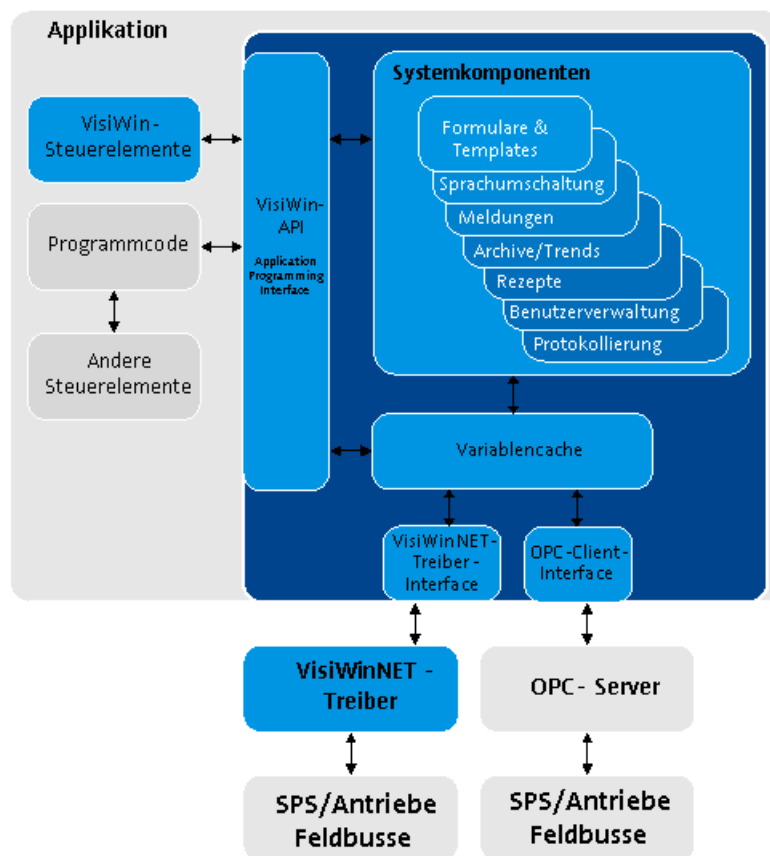 Applikation
VisiWin-
Steuerelemente
Programmcode
Andere
Steuerelemente
VisiWin-
API
Application
Programming
Interface
Systemkomponenten
Formulare &
Templates
Sprachumschaltung
Meldungen
Archive/Trends
Rezepte
Benutzerverwaltung
Protokollierung
Variablencache
VisiWinNET-
Treiber-
Interface
OPC-Client-
Interface
VisiWinNET -
Treiber
OPC- Server
SPS/Antriebe
Feldbusse
SPS/Antriebe
Feldbusse